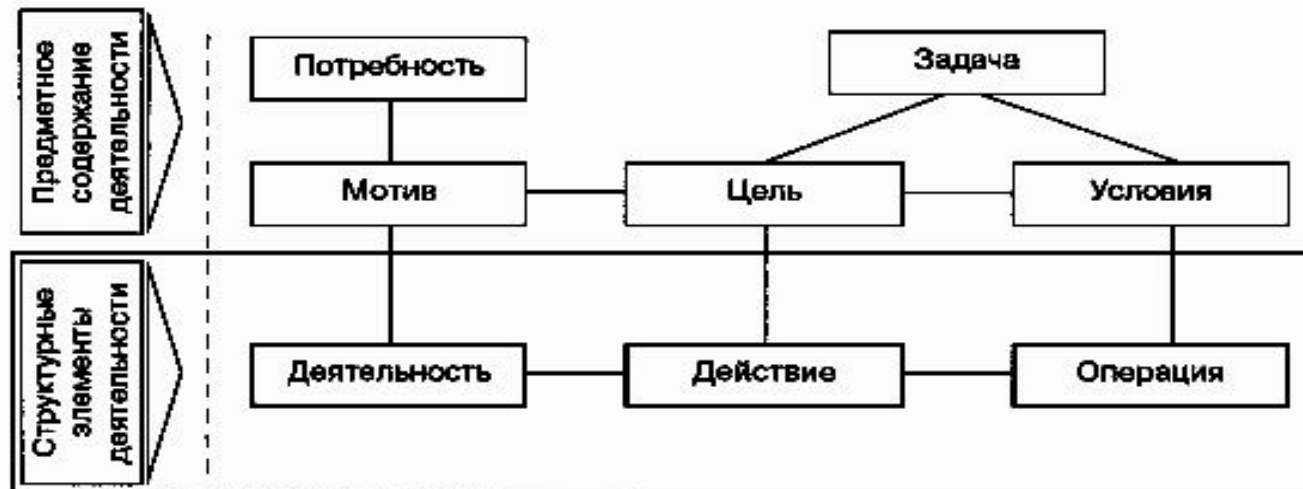 Предметное
содержание
деятельности
Потребность
Задача
Мотив
Цель
Условия
Структурные
элементы
деятельности
Деятельность
Действие
Операция